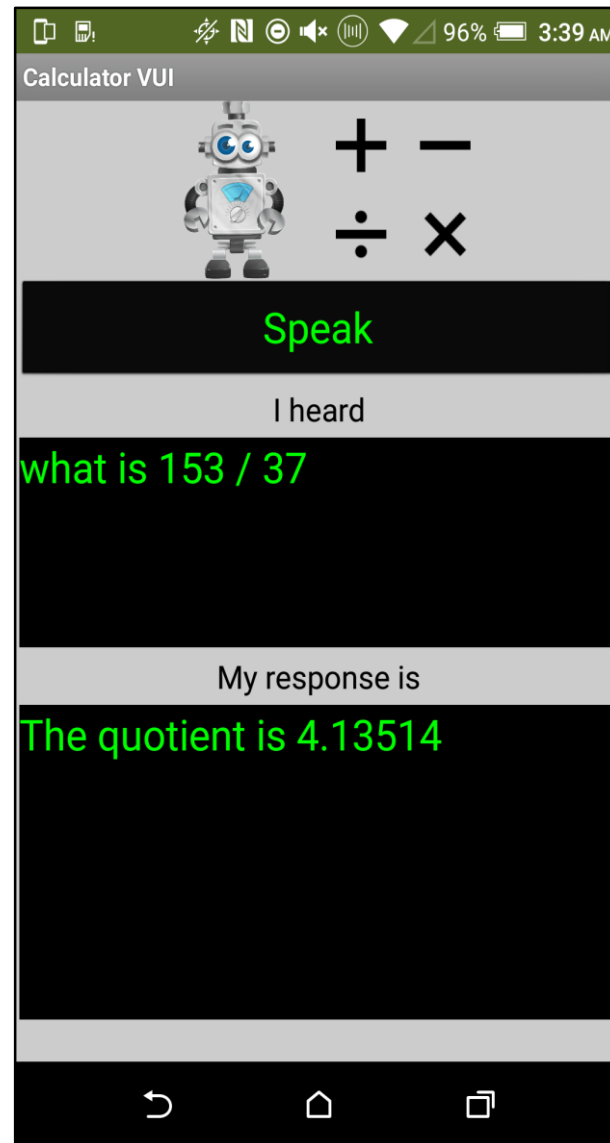 96% 3:39 AM
Calculator VUI
+ −
÷ ×
Speak
I heard
what is 153 / 37
My response is
The quotient is 4.13514